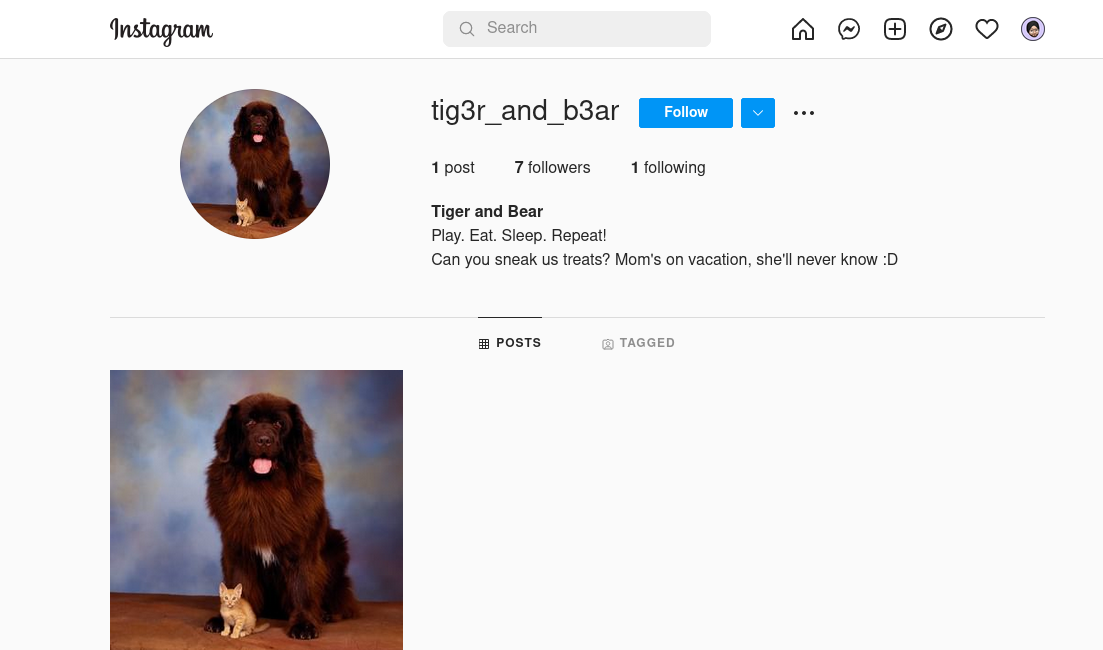 Instagram
Search
tig3r_and_b3ar
Follow
1 post 7 followers 1 following
Tiger and Bear
Play. Eat. Sleep. Repeat!
Can you sneak us treats? Mom's on vacation, she'll never know :D
POSTS TAGGED